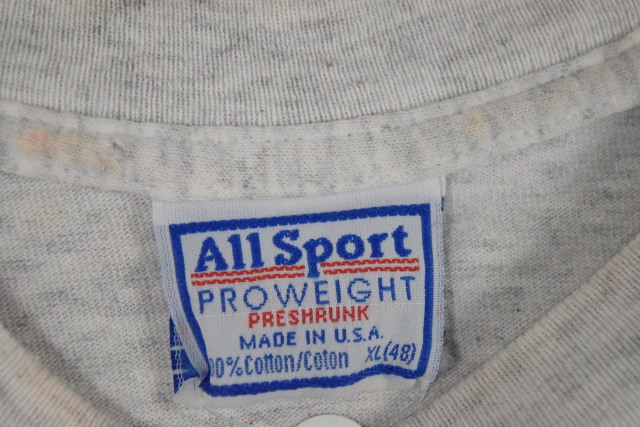 All Sport
PROWEIGHT
PRESHRUNK
MADE IN U.S.A.
00% Cotton/Coton XL(48)